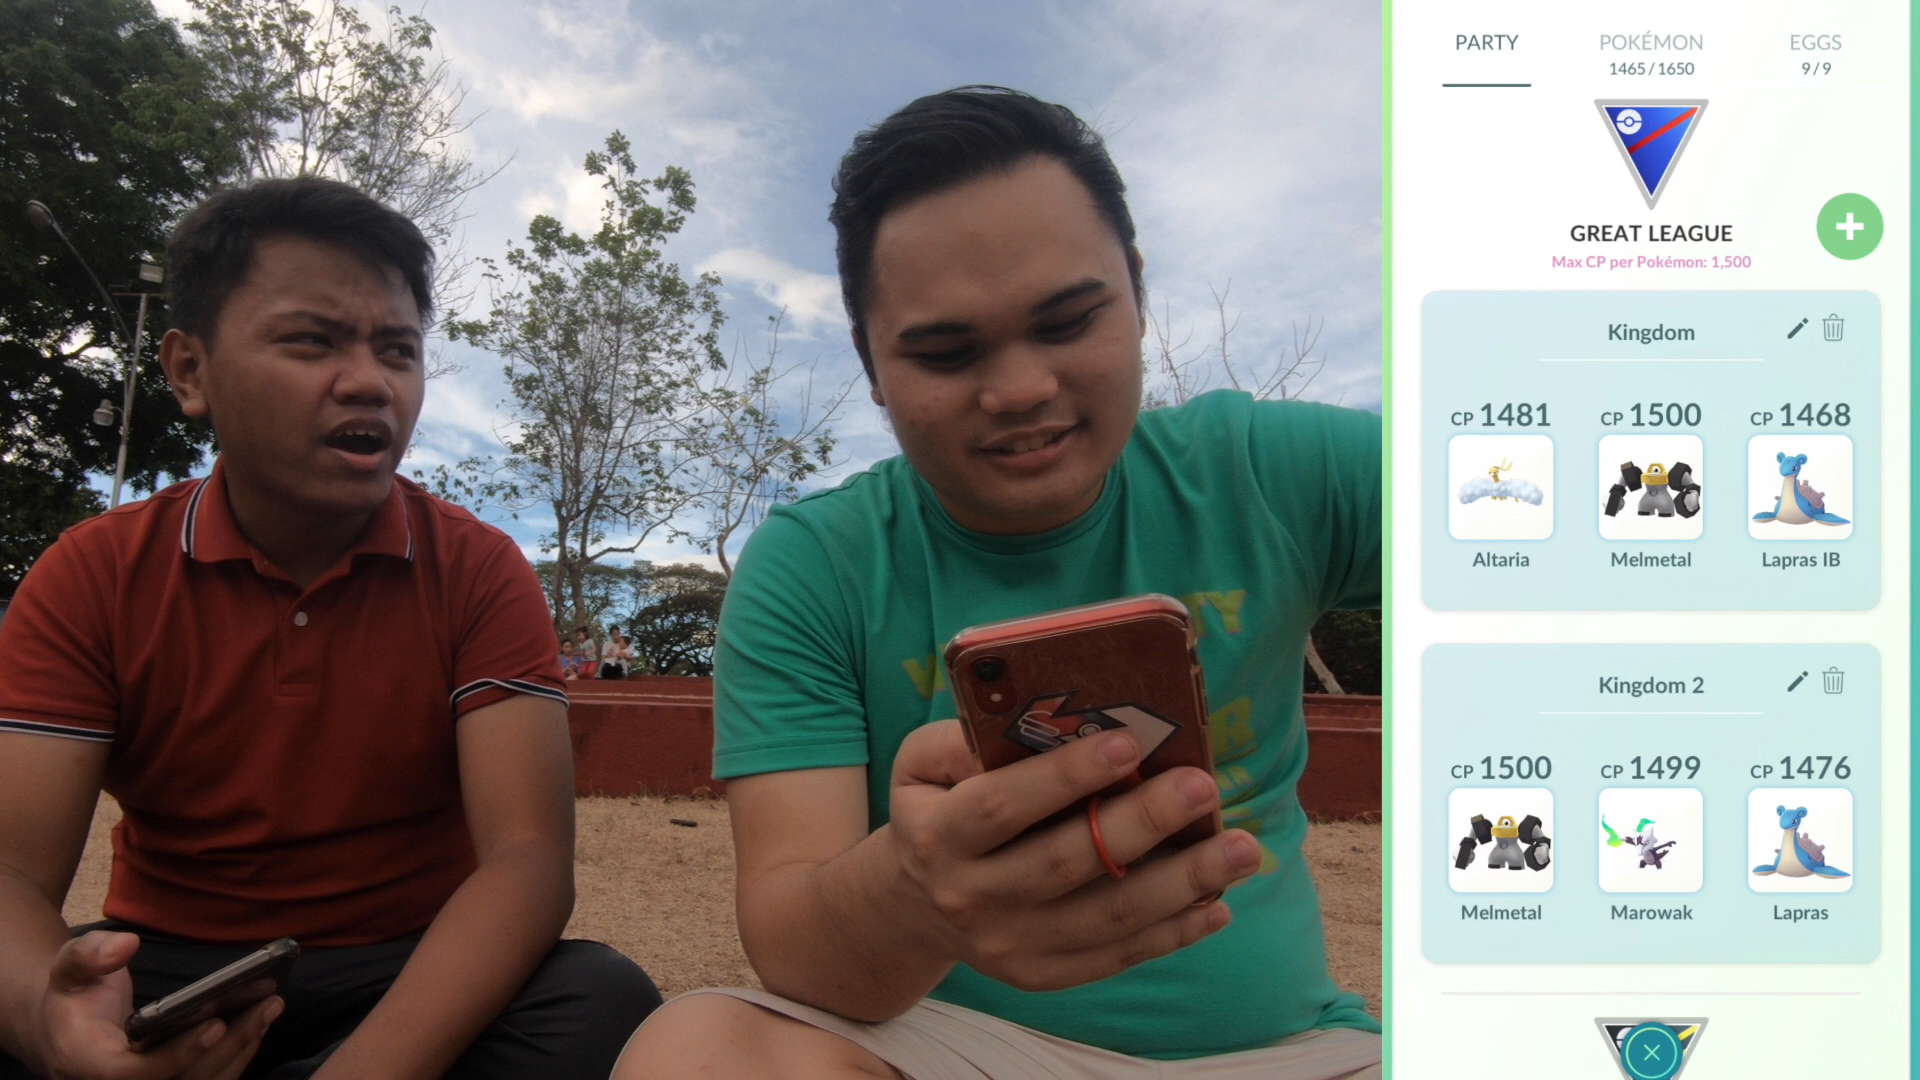 PARTY
POKÉMON
EGGS
1465/1650
9/9
GREAT LEAGUE
Max CP per Pokémon: 1,500
Kingdom
CP 1481
CP 1500
CP 1468
Altaria
Melmetal
Lapras IB
Kingdom 2
CP 1500
CP 1499
CP 1476
Melmetal
Marowak
Lapras